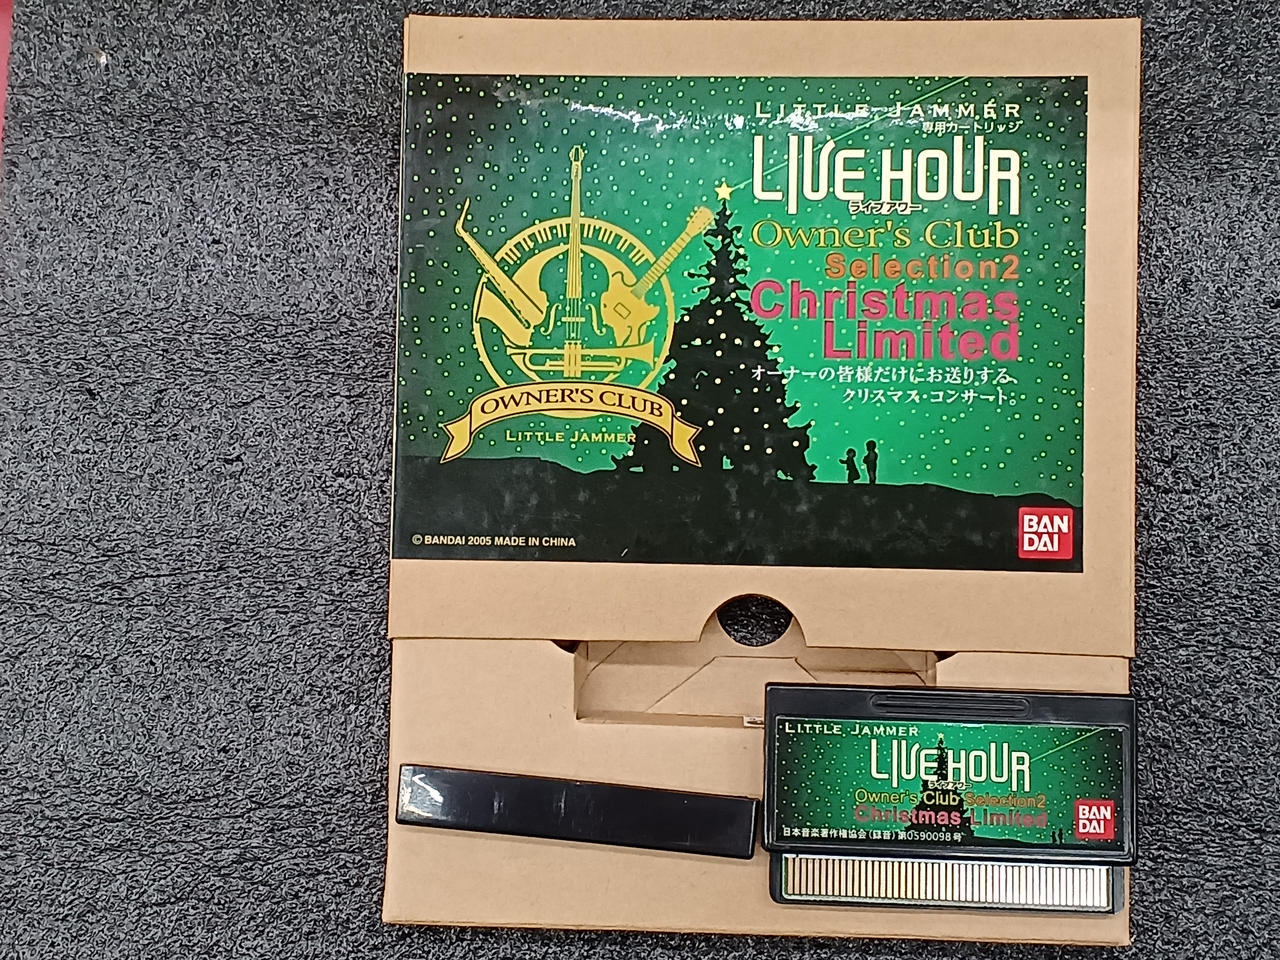 LITTLE JAMMER
専用カートリッジ
LIVE HOUR
ライブアワー
Owner's Club
Selection2
Christmas
Limited
オーナーの皆様だけにお送りする、
クリスマス・コンサート。
OWNER'S CLUB
LITTLE JAMMER
© BANDAI 2005 MADE IN CHINA
BAN
DAI
LITTLE JAMMER
LIVE HOUR
ライブアワー
Owner's Club Selection2
Christmas Limited
日本音楽著作権協会(録音)第0590098号
BAN
DAI